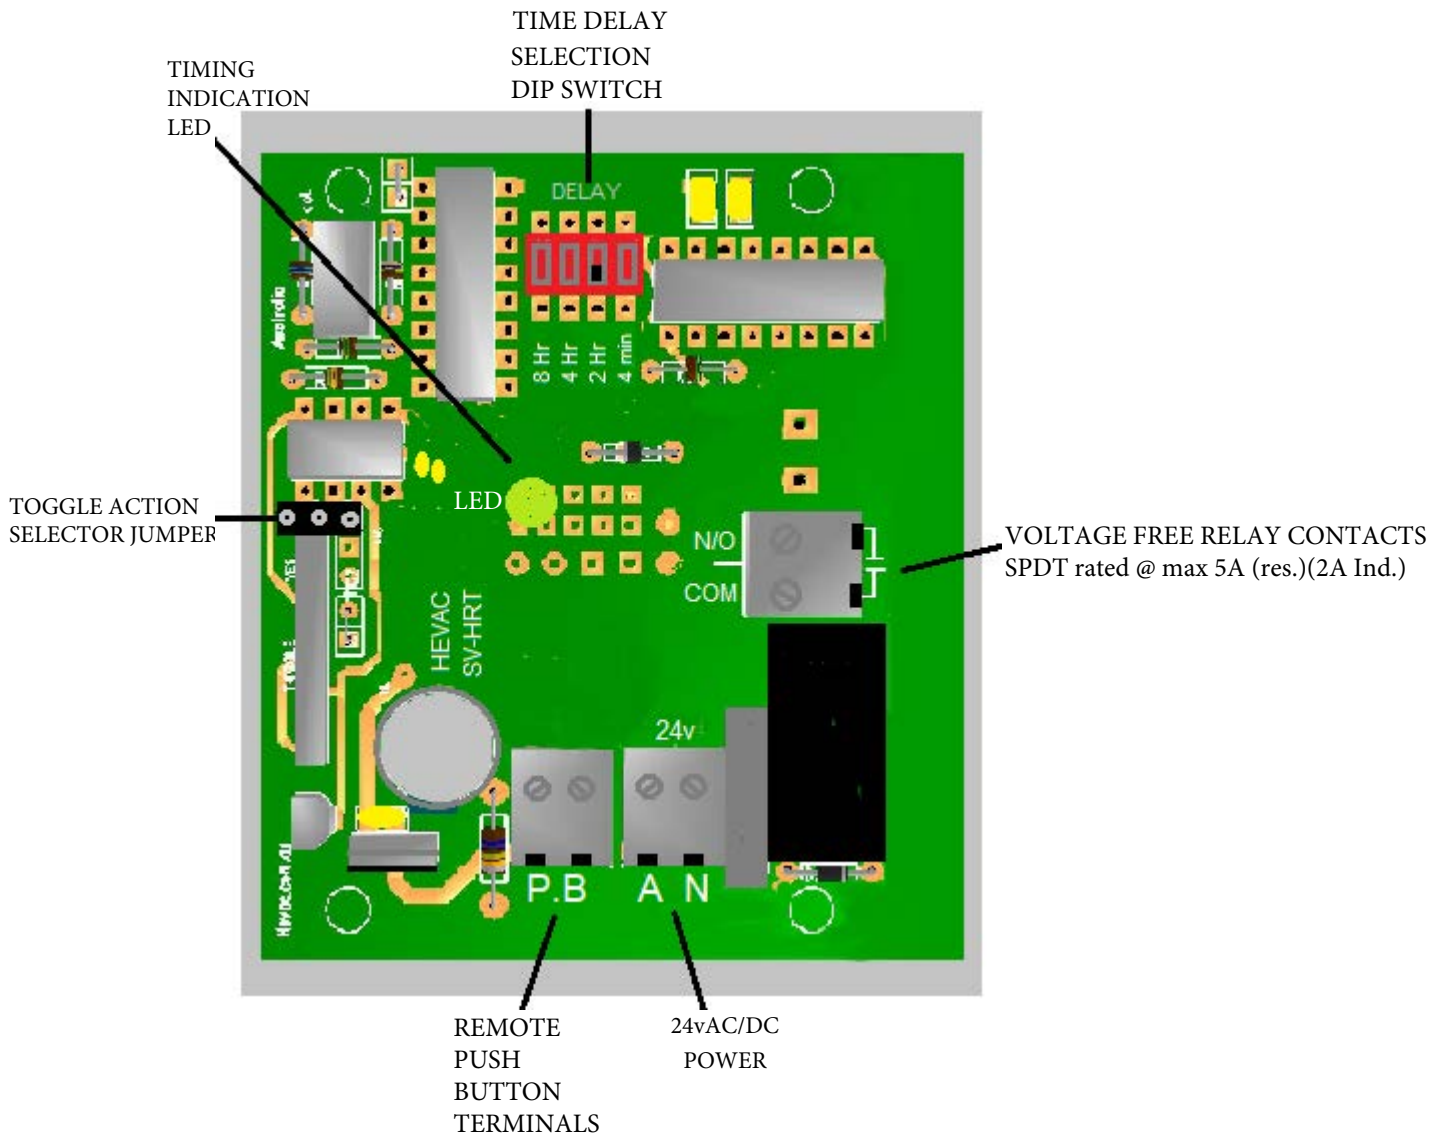 TIME DELAY
SELECTION
DIP SWITCH
TIMING
INDICATION
LED
DELAY
Australia
8 Hr
4 Hr
2 Hr
4 min
LED
TOGGLE ACTION
SELECTOR JUMPER
YES
N/O
COM
VOLTAGE FREE RELAY CONTACTS
SPDT rated @ max 5A (res.)(2A Ind.)
HEVAC
SV-HRT
24v
P.B
A N
REMOTE
PUSH
BUTTON
TERMINALS
24vAC/DC
POWER